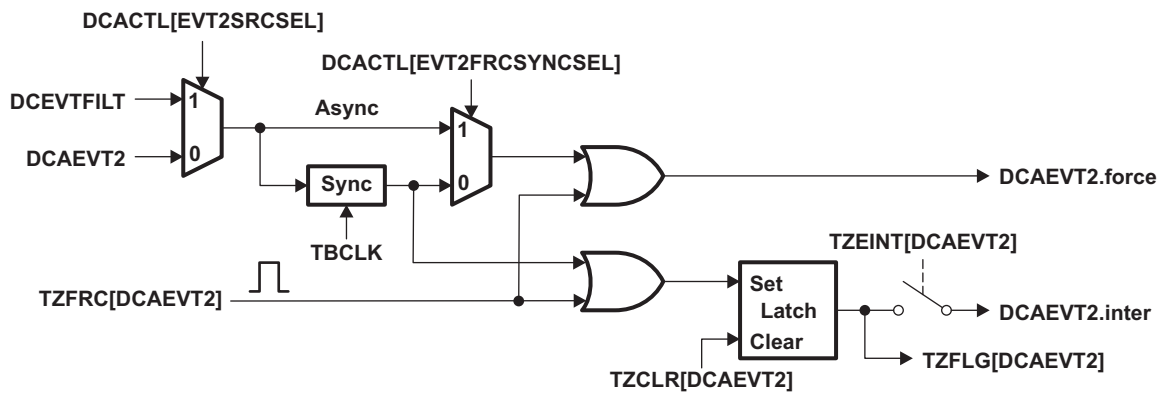 DCACTL[EVT2SRCSEL]
DCACTL[EVT2FRCSYNCSEL]
DCEVTFILT
1
Async
1
DCAEVT2
0
Sync
0
DCAEVT2.force
TBCLK
TZEINT[DCAEVT2]
TZFRC[DCAEVT2]
Set
Latch
DCAEVT2.inter
Clear
TZFLG[DCAEVT2]
TZCLR[DCAEVT2]